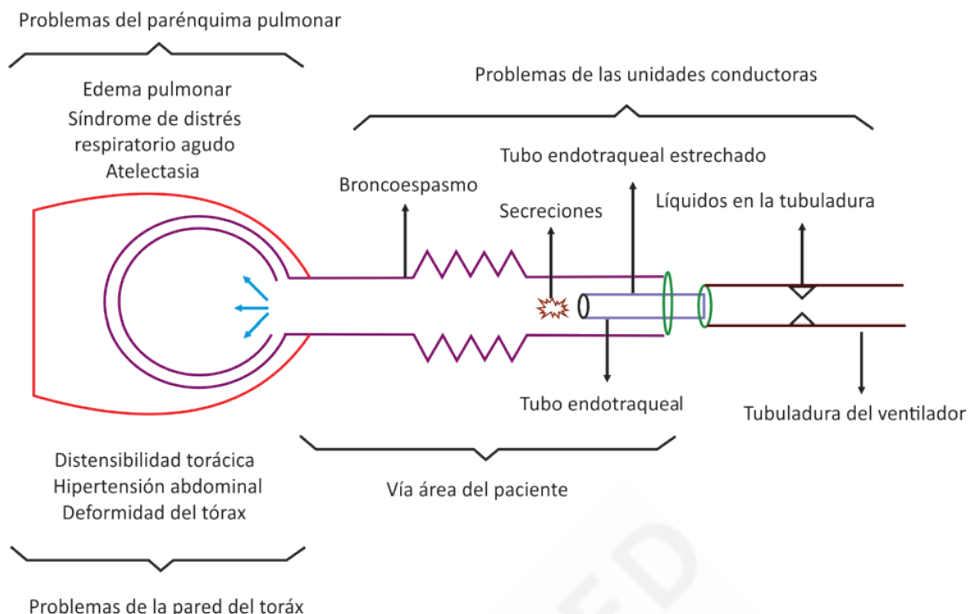 Problemas del parénquima pulmonar
Edema pulmonar
Síndrome de distrés
respiratorio agudo
Atelectasia
Problemas de las unidades conductoras
Tubo endotraqueal estrechado
Broncoespasmo
Secreciones
Líquidos en la tubuladura
Tubo endotraqueal
Tubuladura del ventilador
Distensibilidad torácica
Hipertensión abdominal
Deformidad del tórax
Vía área del paciente
Problemas de la pared del toráx